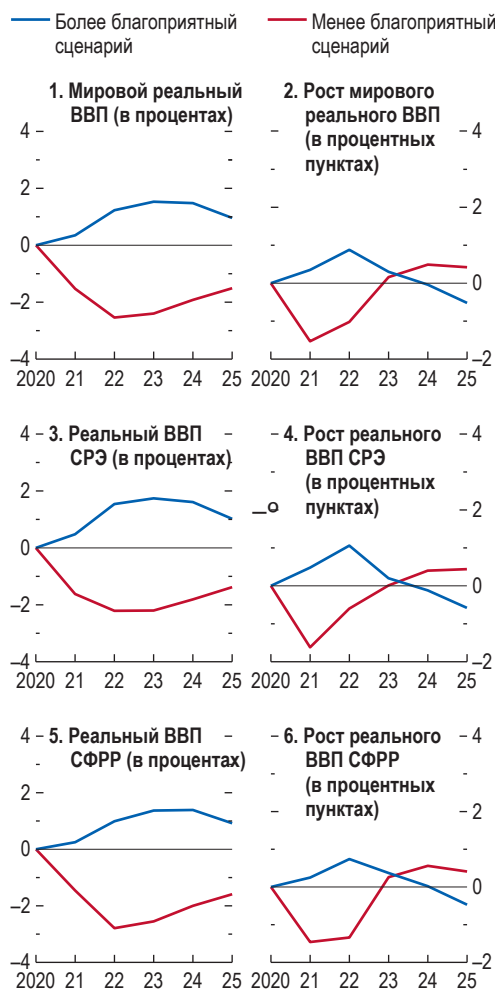 Более благоприятный
сценарий
Менее благоприятный
сценарий
1. Мировой реальный
ВВП (в процентах)
4
2
0
–2
–4
2020 21 22 23 24 25
2. Рост мирового
реального ВВП
(в процентных
пунктах)
4
2
0
–2
2020 21 22 23 24 25
3. Реальный ВВП
СРЭ (в процентах)
4
2
0
–2
–4
2020 21 22 23 24 25
4. Рост реального
ВВП СРЭ
(в процентных
пунктах)
4
2
0
–2
2020 21 22 23 24 25
5. Реальный ВВП
СФРР (в процентах)
4
2
0
–2
–4
2020 21 22 23 24 25
6. Рост реального
ВВП СФРР
(в процентных
пунктах)
4
2
0
–2
2020 21 22 23 24 25